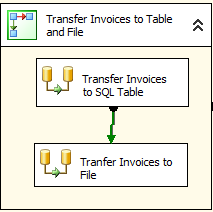 Transfer Invoices to Table
and File
Transfer Invoices
to SQL Table
Tranfer Invoices to
File